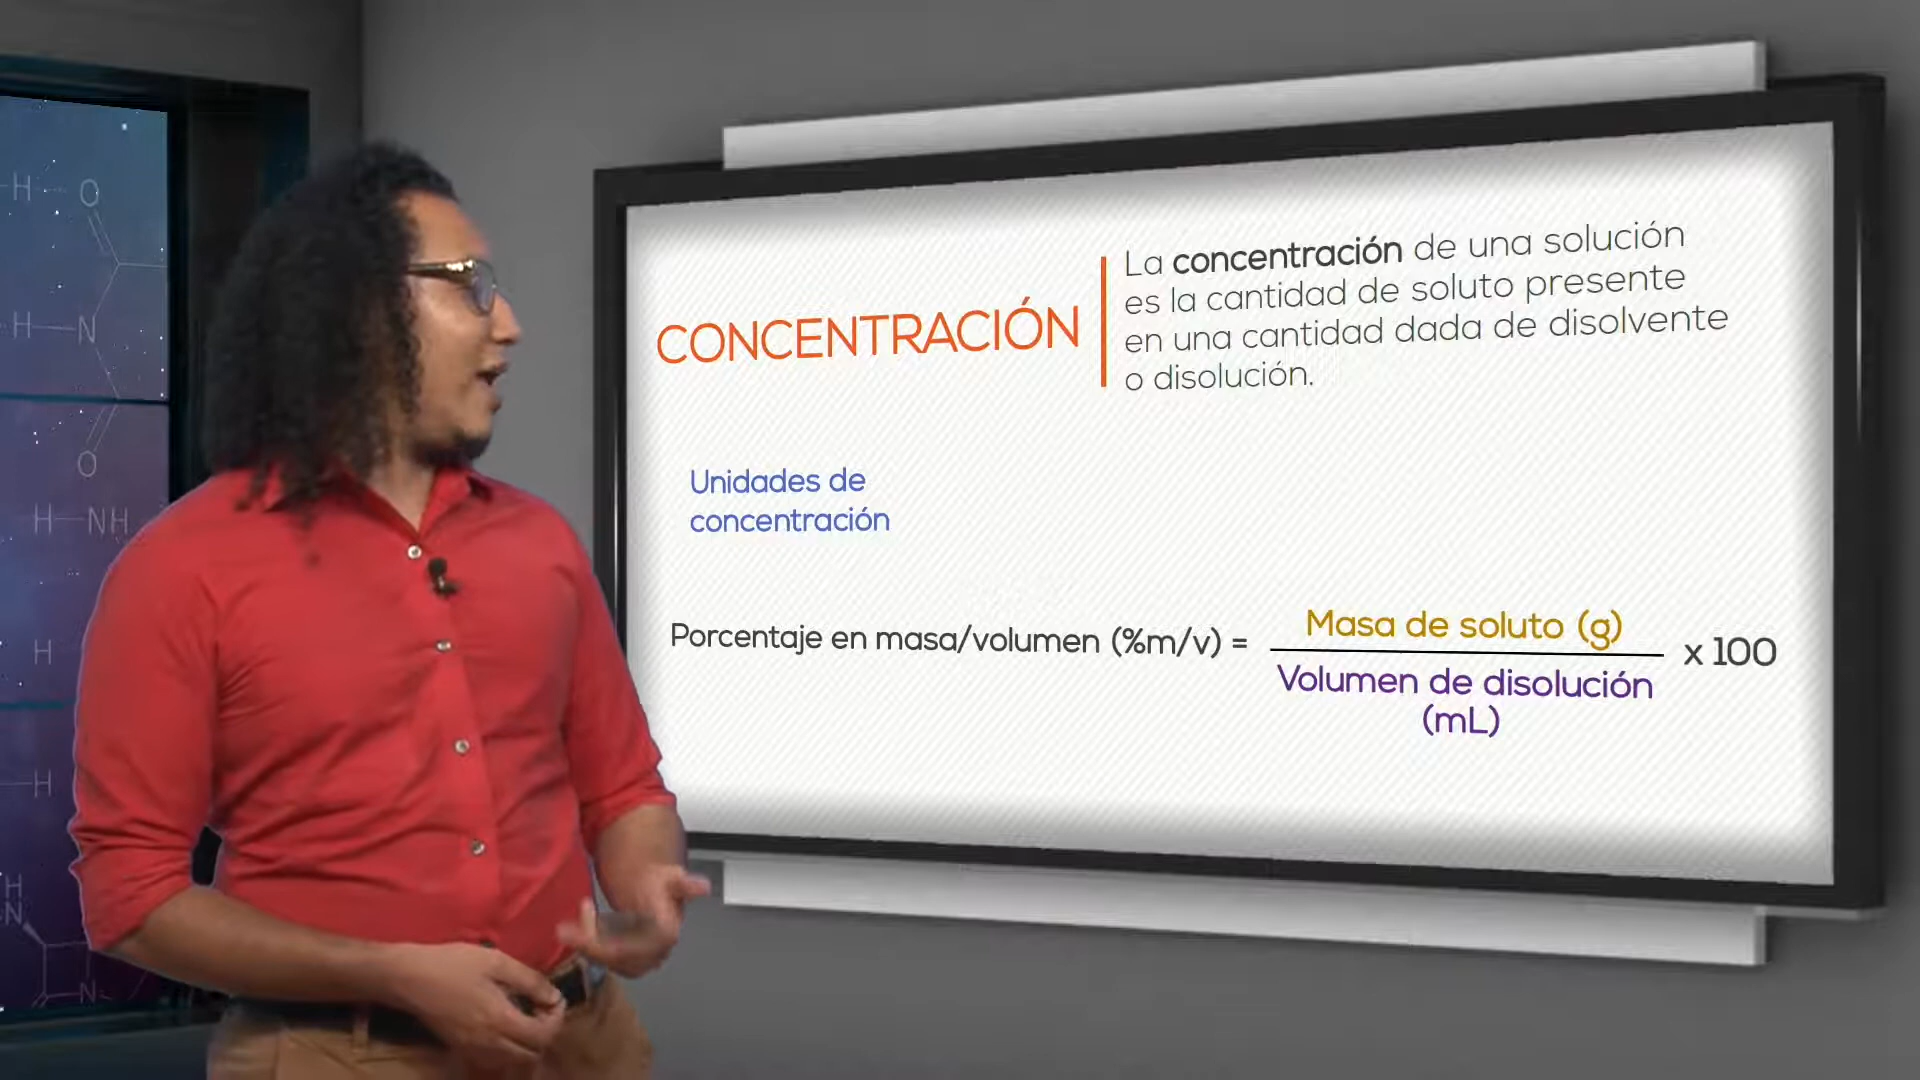 CONCENTRACIÓN
La concentración de una solución
es la cantidad de soluto presente
en una cantidad dada de disolvente
o disolución.
Unidades de
concentración
Porcentaje en masa/volumen (%m/v) =
Masa de soluto (g)
Volumen de disolución
(mL)
x 100
H O
H—N
O
H—NH
H
H
H
N
N